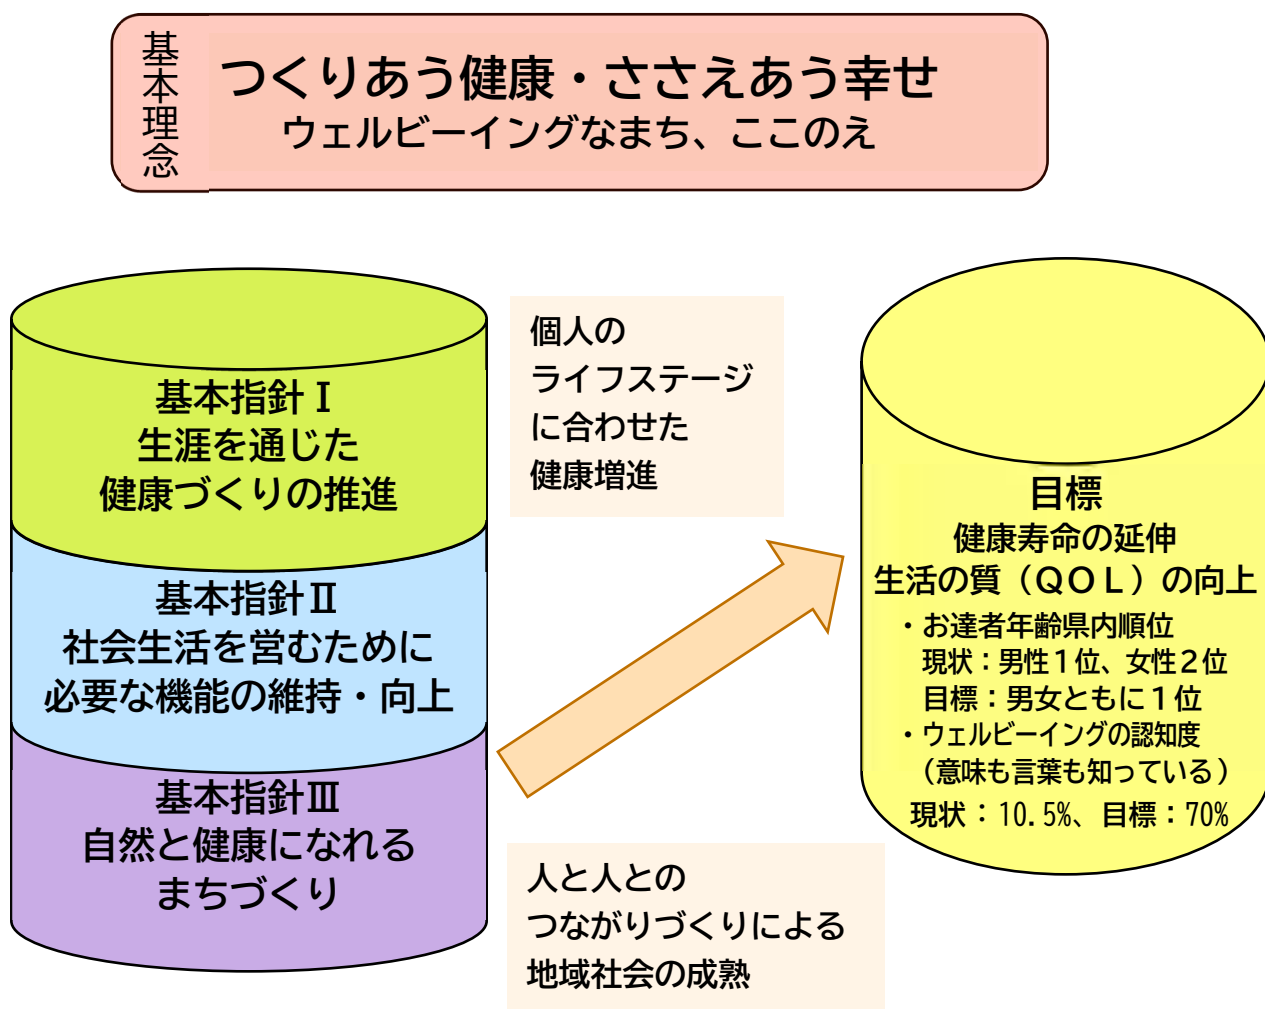 基本理念
つくりあう健康・ささえあう幸せ
ウェルビーイングなまち、ここのえ
基本指針Ⅰ
生涯を通じた
健康づくりの推進
基本指針Ⅱ
社会生活を営むために
必要な機能の維持・向上
基本指針Ⅲ
自然と健康になれる
まちづくり
個人の
ライフステージ
に合わせた
健康増進
人と人との
つながりづくりによる
地域社会の成熟
目標
健康寿命の延伸
生活の質（ＱＯＬ）の向上
・お達者年齢県内順位
現状：男性１位、女性２位
目標：男女ともに１位
・ウェルビーイングの認知度
（意味も言葉も知っている）
現状：10.5%、目標：70%